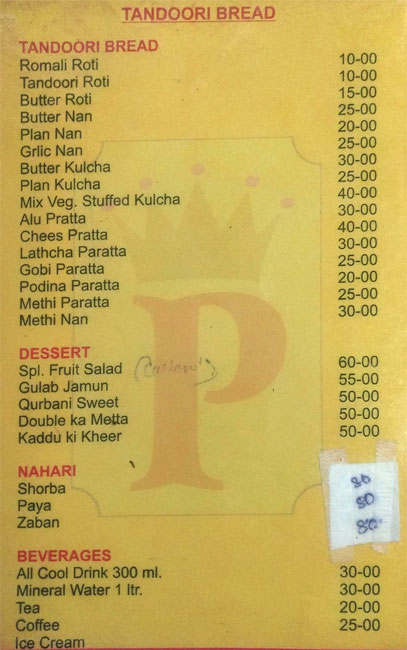 TANDOORI BREAD
TANDOORI BREAD
Romali Roti 10-00
Tandoori Roti 10-00
Butter Roti 15-00
Butter Nan 25-00
Plan Nan 20-00
Grlic Nan 25-00
Butter Kulcha 30-00
Plan Kulcha 25-00
Mix Veg. Stuffed Kulcha 40-00
Alu Pratta 30-00
Chees Pratta 40-00
Lathcha Paratta 30-00
Gobi Paratta 25-00
Podina Paratta 20-00
Methi Paratta 25-00
Methi Nan 30-00
P
DESSERT
Spl. Fruit Salad 60-00
Gulab Jamun 55-00
Qurbani Sweet 50-00
Double ka Metta 50-00
Kaddu ki Kheer 50-00
NAHARI
Shorba
Paya
Zaban
BEVERAGES
All Cool Drink 300 ml. 30-00
Mineral Water 1 ltr. 30-00
Tea 20-00
Coffee 25-00
Ice Cream